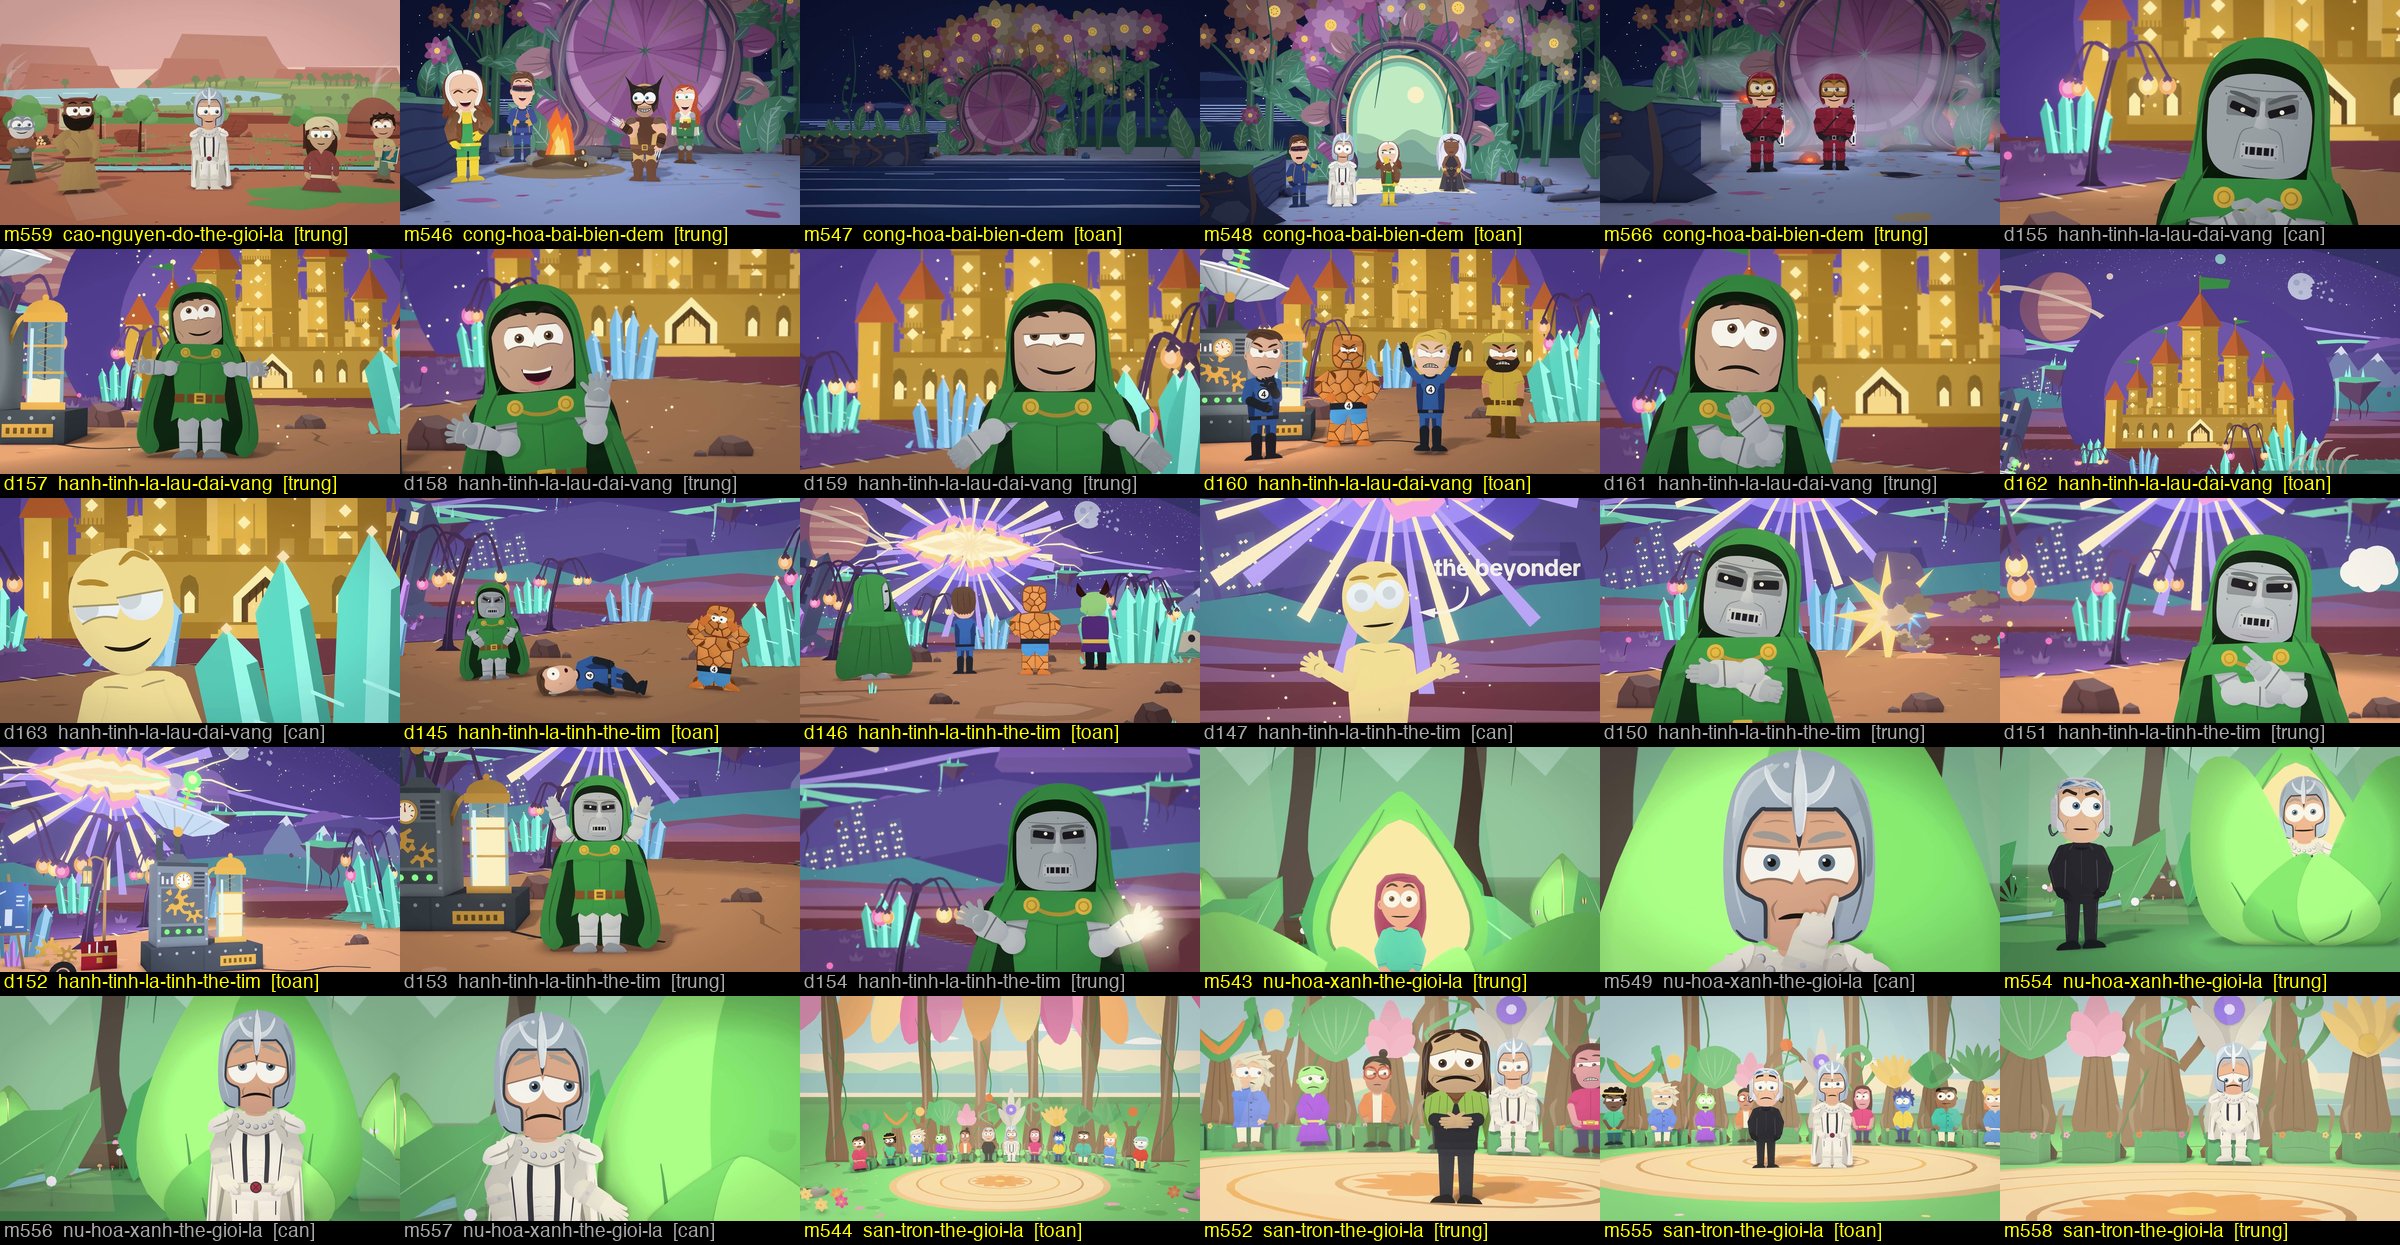 m559 cao-nguyen-do-the-gioi-la [trung]
m546 cong-hoa-bai-bien-dem [trung]
m547 cong-hoa-bai-bien-dem [toan]
m548 cong-hoa-bai-bien-dem [toan]
m566 cong-hoa-bai-bien-dem [trung]
d155 hanh-tinh-la-lau-dai-vang [can]
d157 hanh-tinh-la-lau-dai-vang [trung]
d158 hanh-tinh-la-lau-dai-vang [trung]
d159 hanh-tinh-la-lau-dai-vang [trung]
4
4
4
d160 hanh-tinh-la-lau-dai-vang [toan]
d161 hanh-tinh-la-lau-dai-vang [trung]
d162 hanh-tinh-la-lau-dai-vang [toan]
d163 hanh-tinh-la-lau-dai-vang [can]
4
4
d145 hanh-tinh-la-tinh-the-tim [toan]
d146 hanh-tinh-la-tinh-the-tim [toan]
the beyonder
d147 hanh-tinh-la-tinh-the-tim [can]
d150 hanh-tinh-la-tinh-the-tim [trung]
d151 hanh-tinh-la-tinh-the-tim [trung]
d152 hanh-tinh-la-tinh-the-tim [toan]
d153 hanh-tinh-la-tinh-the-tim [trung]
d154 hanh-tinh-la-tinh-the-tim [trung]
m543 nu-hoa-xanh-the-gioi-la [trung]
m549 nu-hoa-xanh-the-gioi-la [can]
m554 nu-hoa-xanh-the-gioi-la [trung]
m556 nu-hoa-xanh-the-gioi-la [can]
m557 nu-hoa-xanh-the-gioi-la [can]
m544 san-tron-the-gioi-la [toan]
m552 san-tron-the-gioi-la [trung]
m555 san-tron-the-gioi-la [toan]
m558 san-tron-the-gioi-la [trung]